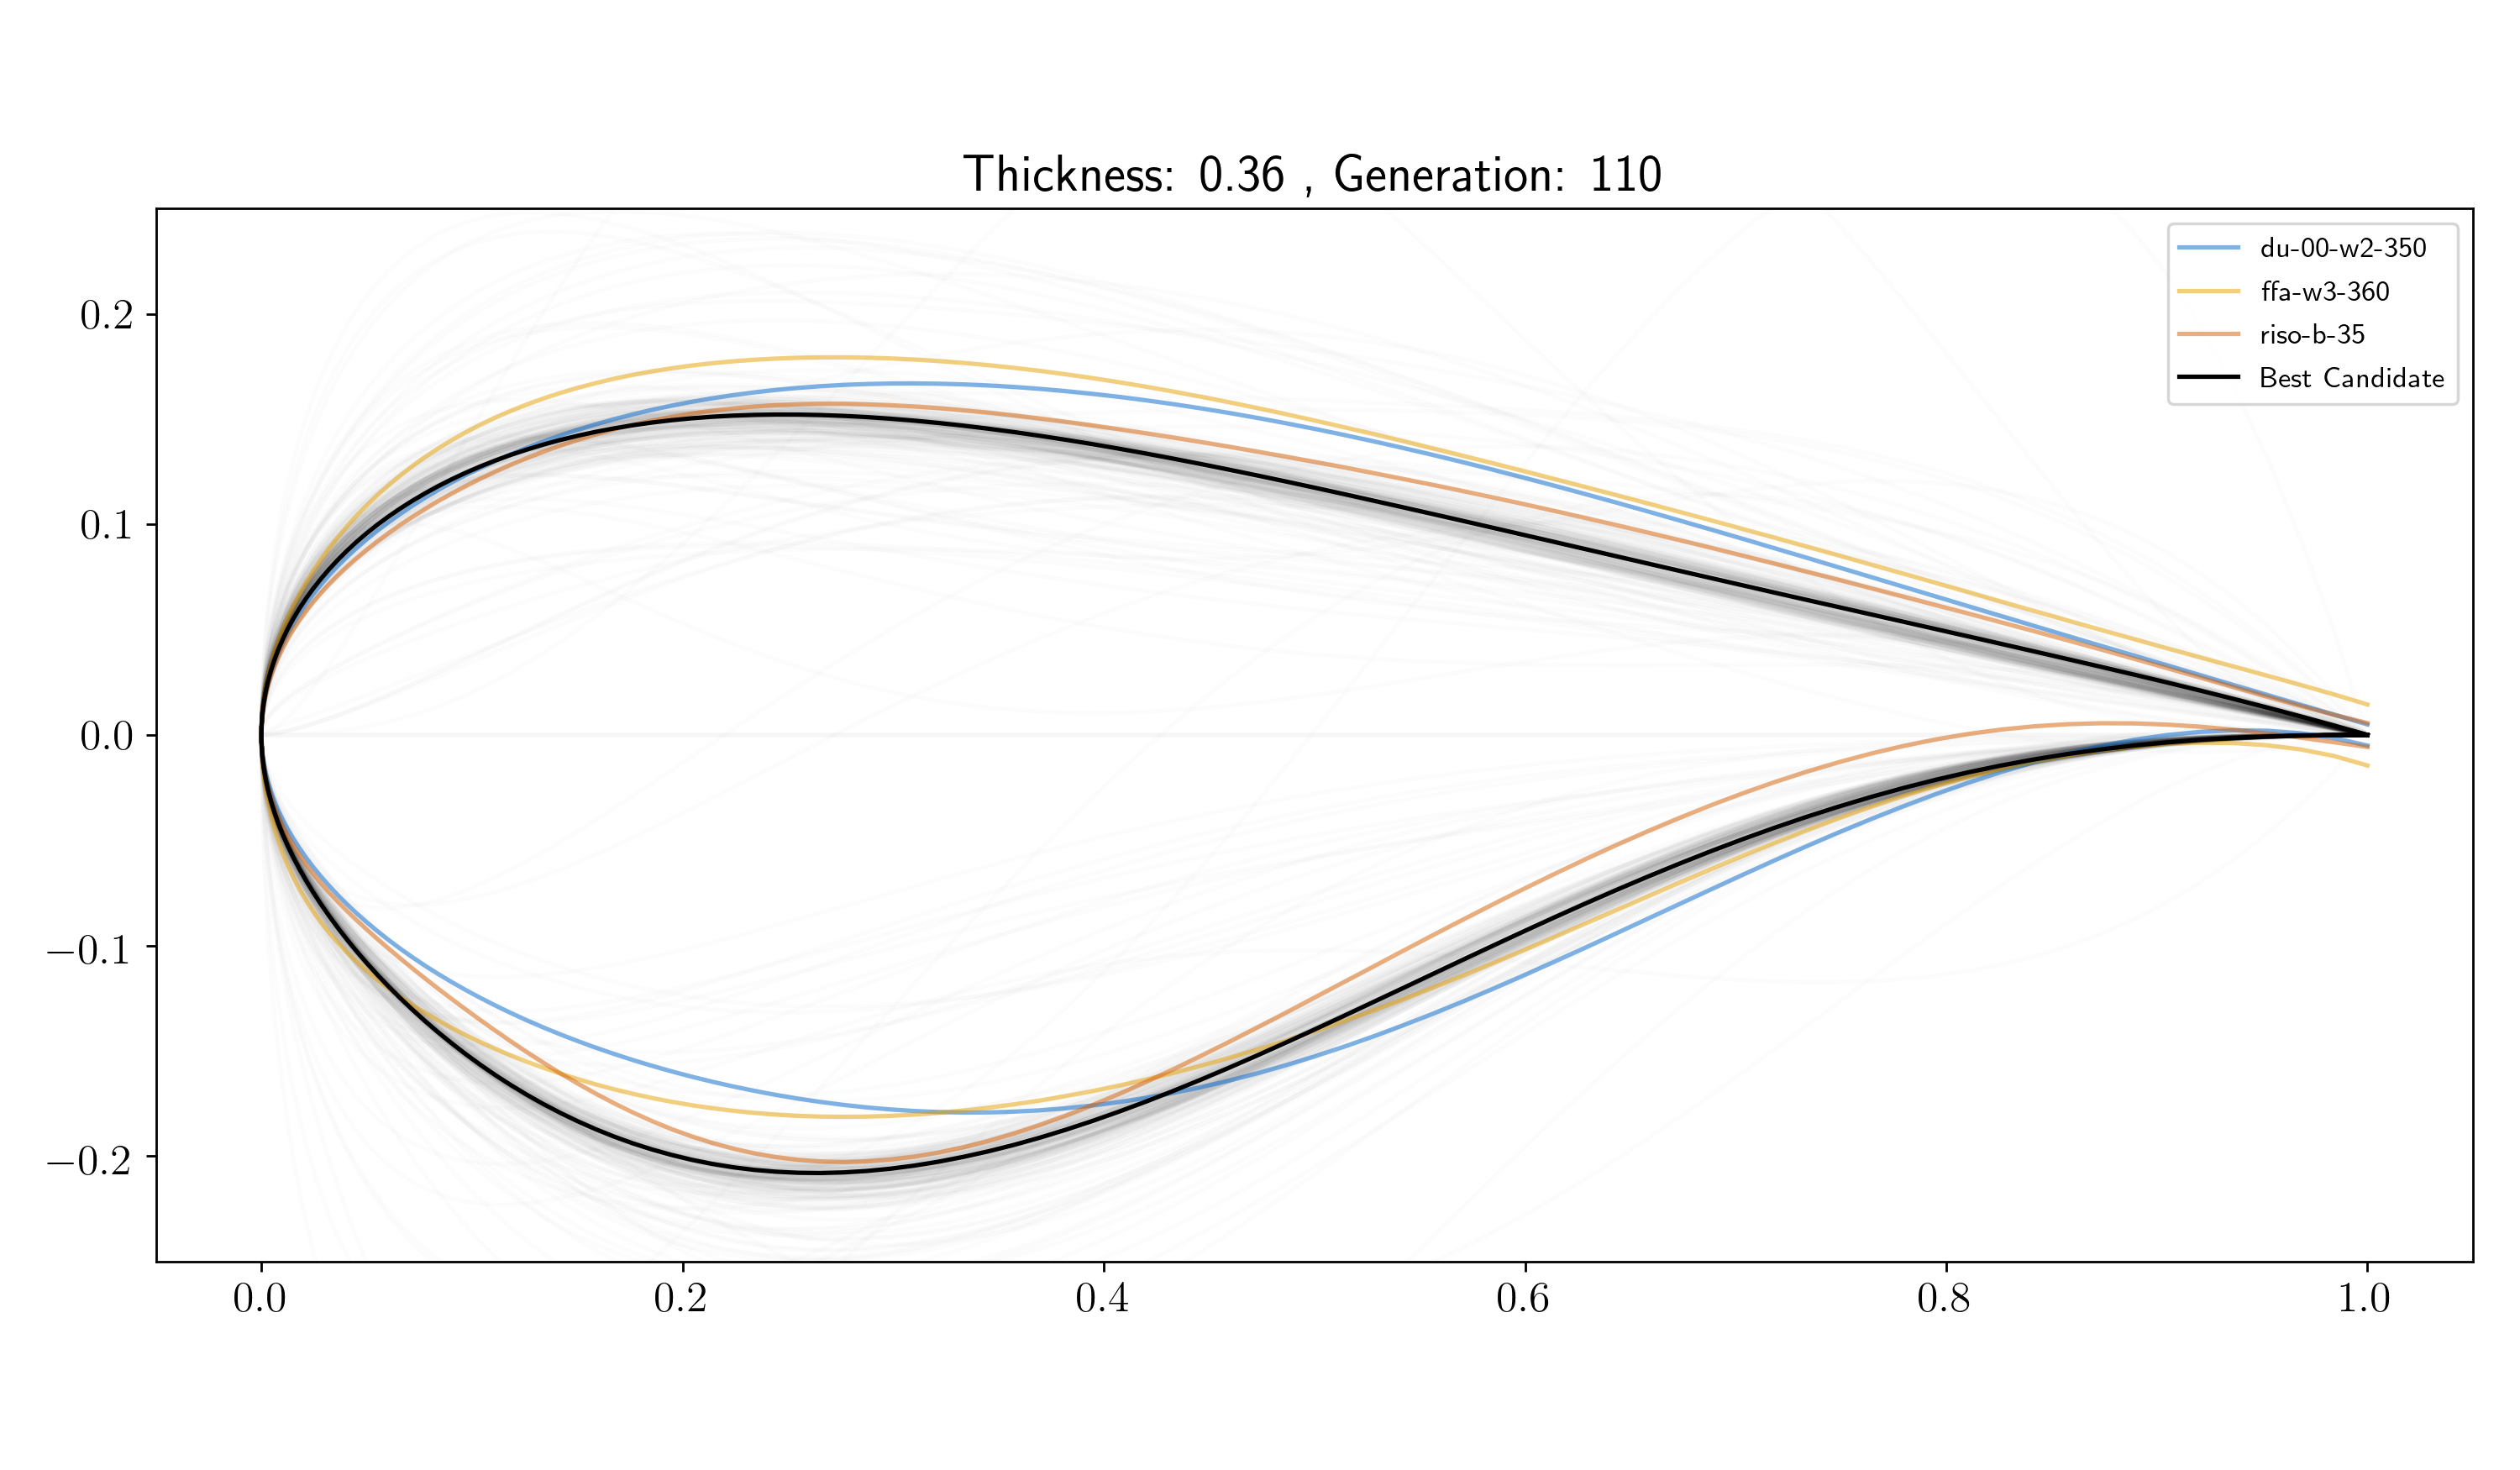 Thickness: 0.36 , Generation: 110
du-00-w2-350
ffa-w3-360
riso-b-35
Best Candidate
0.2
0.1
0.0
−0.1
−0.2
0.0 0.2 0.4 0.6 0.8 1.0